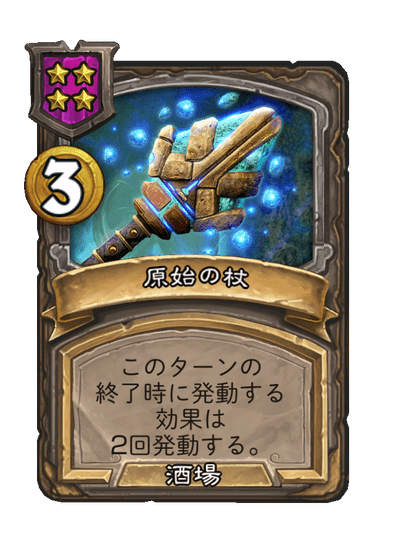 3
原始の杖
このターンの
終了時に発動する
効果は
2回発動する。
酒場